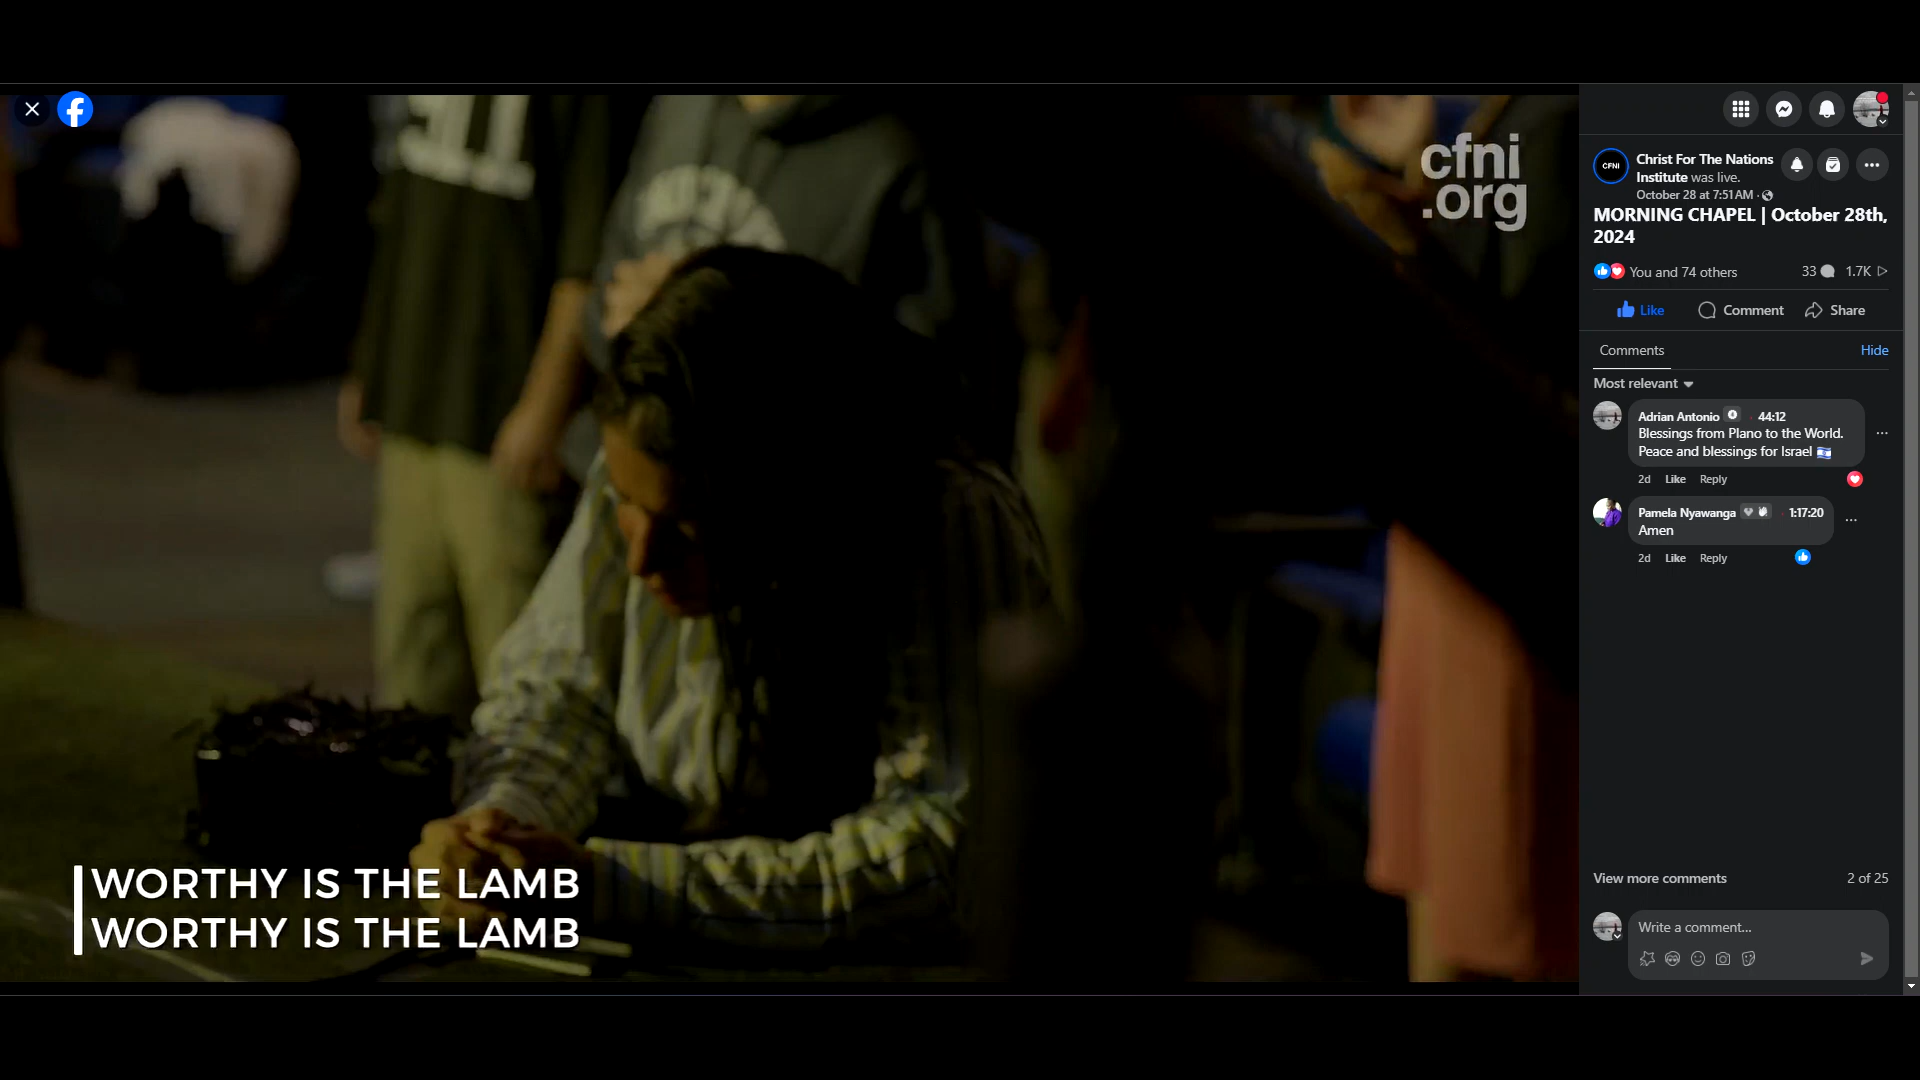 cfni
.org
WORTHY IS THE LAMB
WORTHY IS THE LAMB
CFNI
Christ For The Nations
Institute was live.
October 28 at 7:51 AM ·
MORNING CHAPEL | October 28th,
2024
You and 74 others
33
1.7K
Like
Comment
Share
Comments
Hide
Most relevant
Adrian Antonio · 44:12
Blessings from Plano to the World.
Peace and blessings for Israel 🇮🇱
2d Like Reply
Pamela Nyawanga · 1:17:20
Amen
2d Like Reply
View more comments
2 of 25
Write a comment...